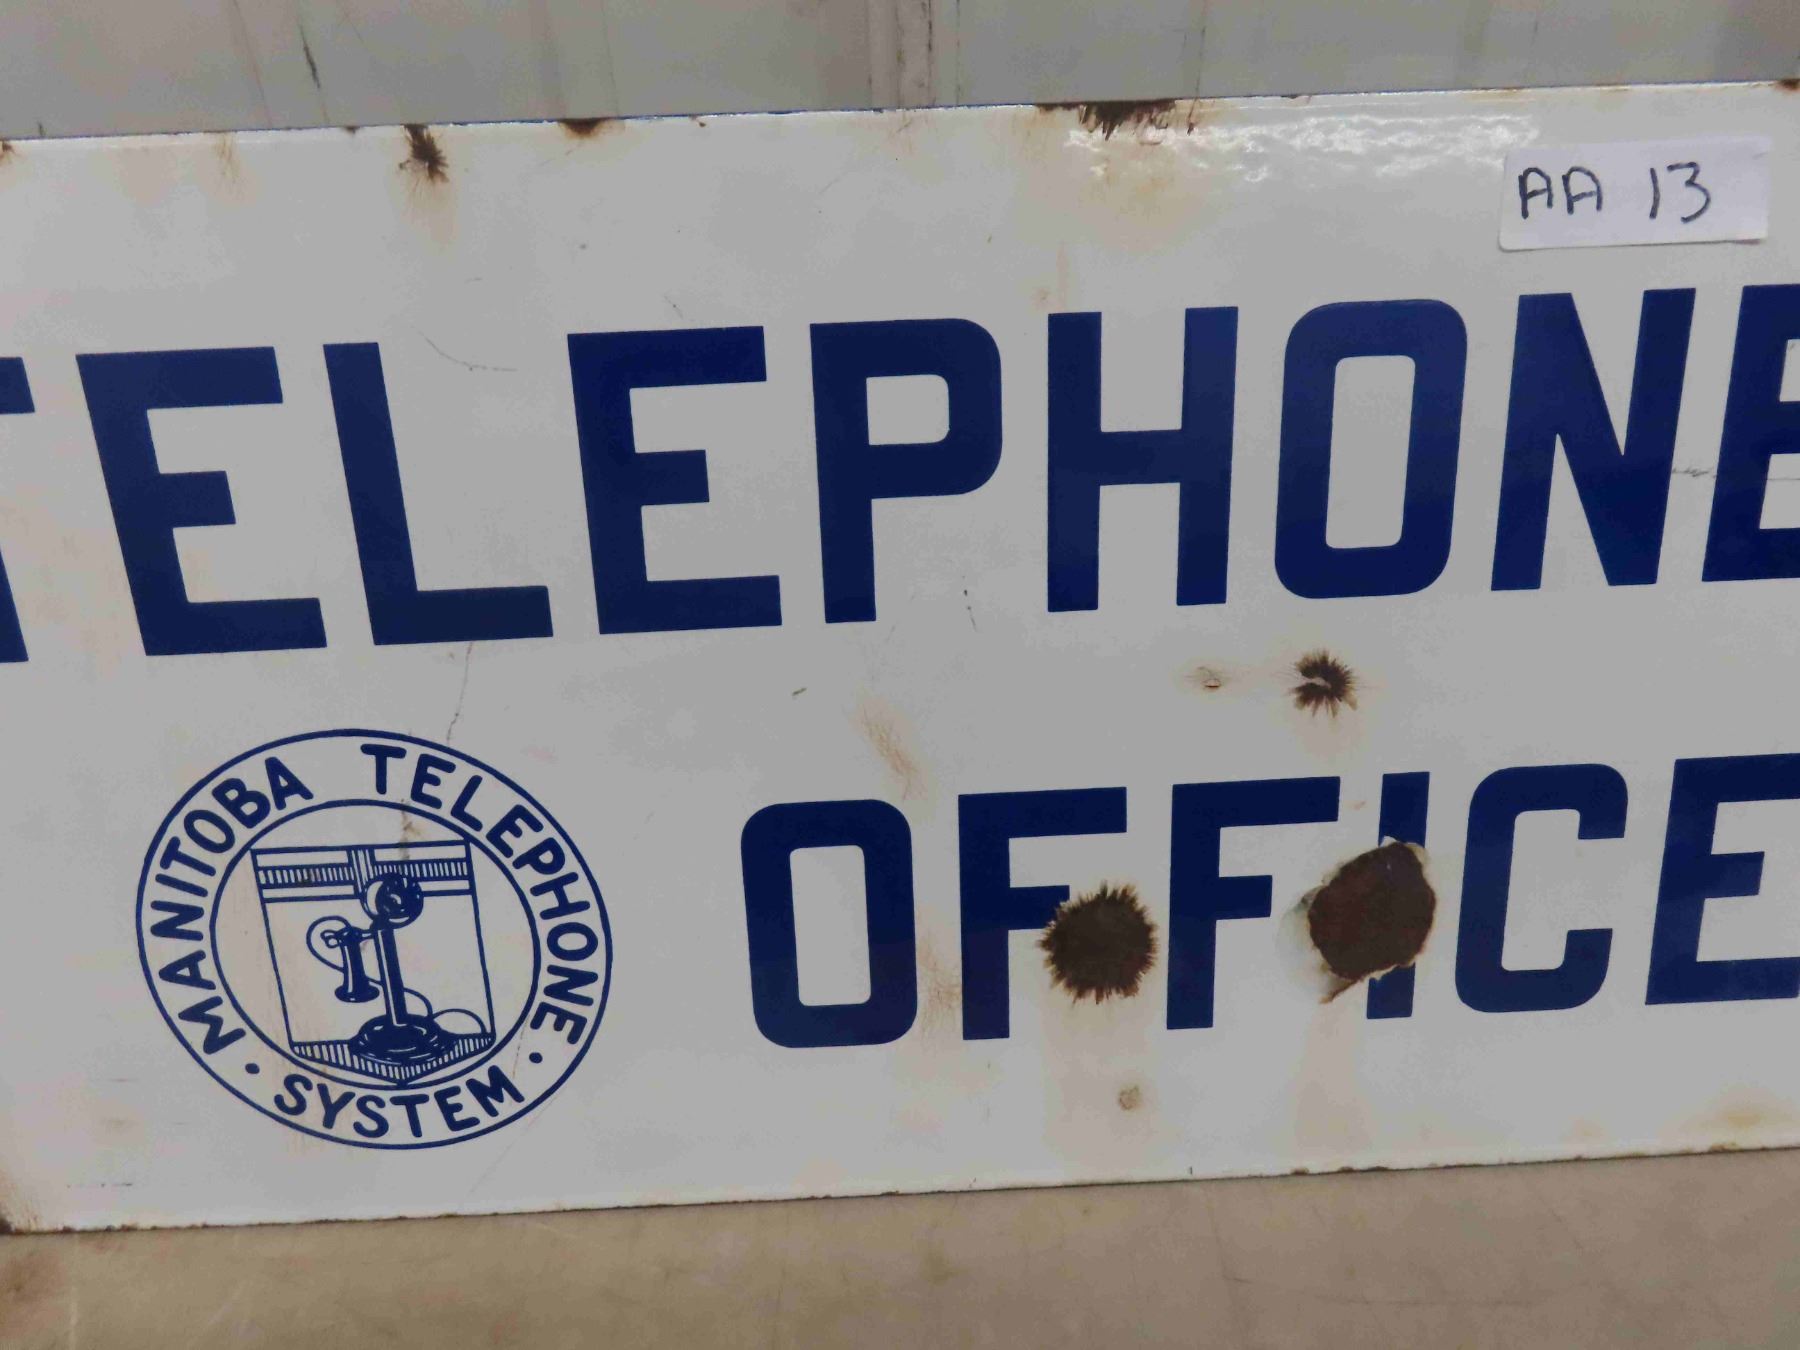 AA 13
TELEPHONE
OFFICE
MANITOBA TELEPHONE
· SYSTEM ·